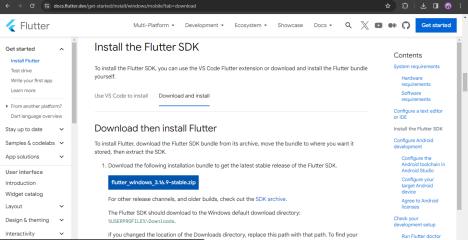 docs.flutter.dev/get-started/install/windows/mobile?tab=download
Flutter
Multi-Platform
Development
Ecosystem
Showcase
Docs
Get started
Get started
Install Flutter
Test drive
Write your first app
Learn more
From another platform?
Dart language overview
Stay up to date
Samples & codelabs
App solutions
User interface
Introduction
Widget catalog
Layout
Design & theming
Interactivity
Install the Flutter SDK
To install the Flutter SDK, you can use the VS Code Flutter extension or download and install the Flutter bundle
yourself.
Use VS Code to install
Download and install
Download then install Flutter
To install Flutter, download the Flutter SDK bundle from its archive, move the bundle to where you want it
stored, then extract the SDK.
1. Download the following installation bundle to get the latest stable release of the Flutter SDK.
flutter_windows_3.16.9-stable.zip
For other release channels, and older builds, check out the SDK archive.
The Flutter SDK should download to the Windows default download directory:
%USERPROFILE%\Downloads.
If you changed the location of the Downloads directory, replace this path with that path. To find your
Contents
System requirements
Hardware
requirements
Software
requirements
Configure a text editor
or IDE
Install the Flutter SDK
Configure Android
development
Configure the
Android toolchain in
Android Studio
Configure your
target Android
device
Agree to Android
licenses
Check your
development setup
Run Flutter doctor